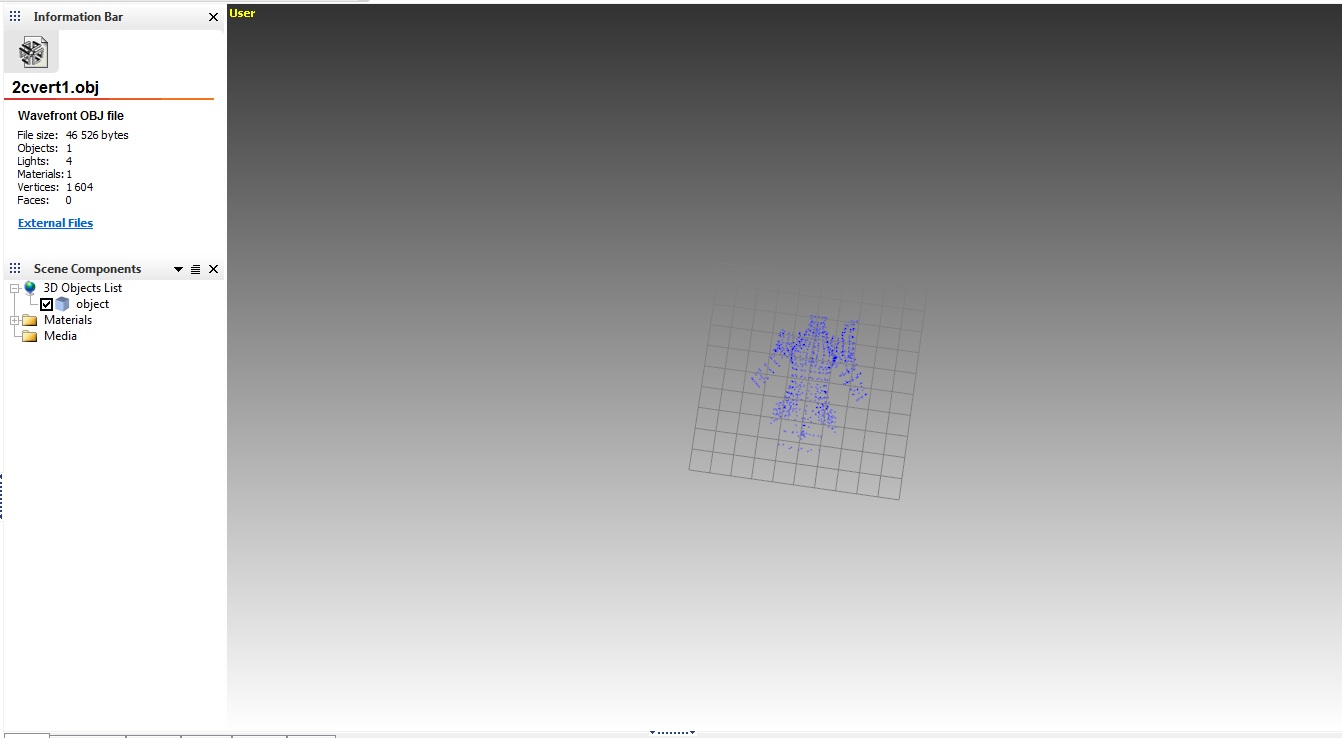 Information Bar
User
2cvert1.obj
Wavefront OBJ file
File size: 46 526 bytes
Objects: 1
Lights: 4
Materials: 1
Vertices: 1 604
Faces: 0
External Files
Scene Components
3D Objects List
object
Materials
Media